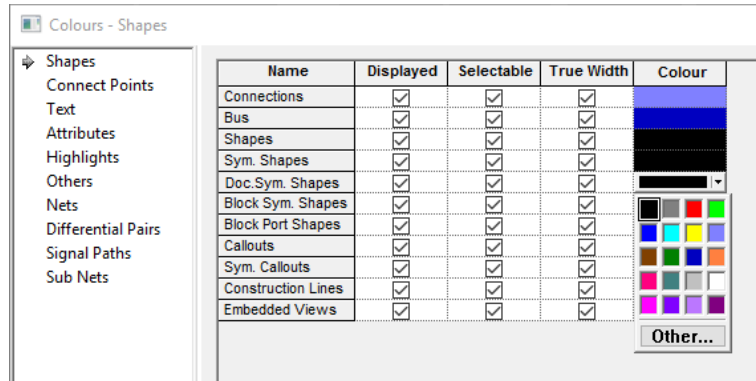 Colours - Shapes
Shapes
Connect Points
Text
Attributes
Highlights
Others
Nets
Differential Pairs
Signal Paths
Sub Nets
Name Displayed Selectable True Width Colour
Connections
Bus
Shapes
Sym. Shapes
Doc.Sym. Shapes
Block Sym. Shapes
Block Port Shapes
Callouts
Sym. Callouts
Construction Lines
Embedded Views
Other...